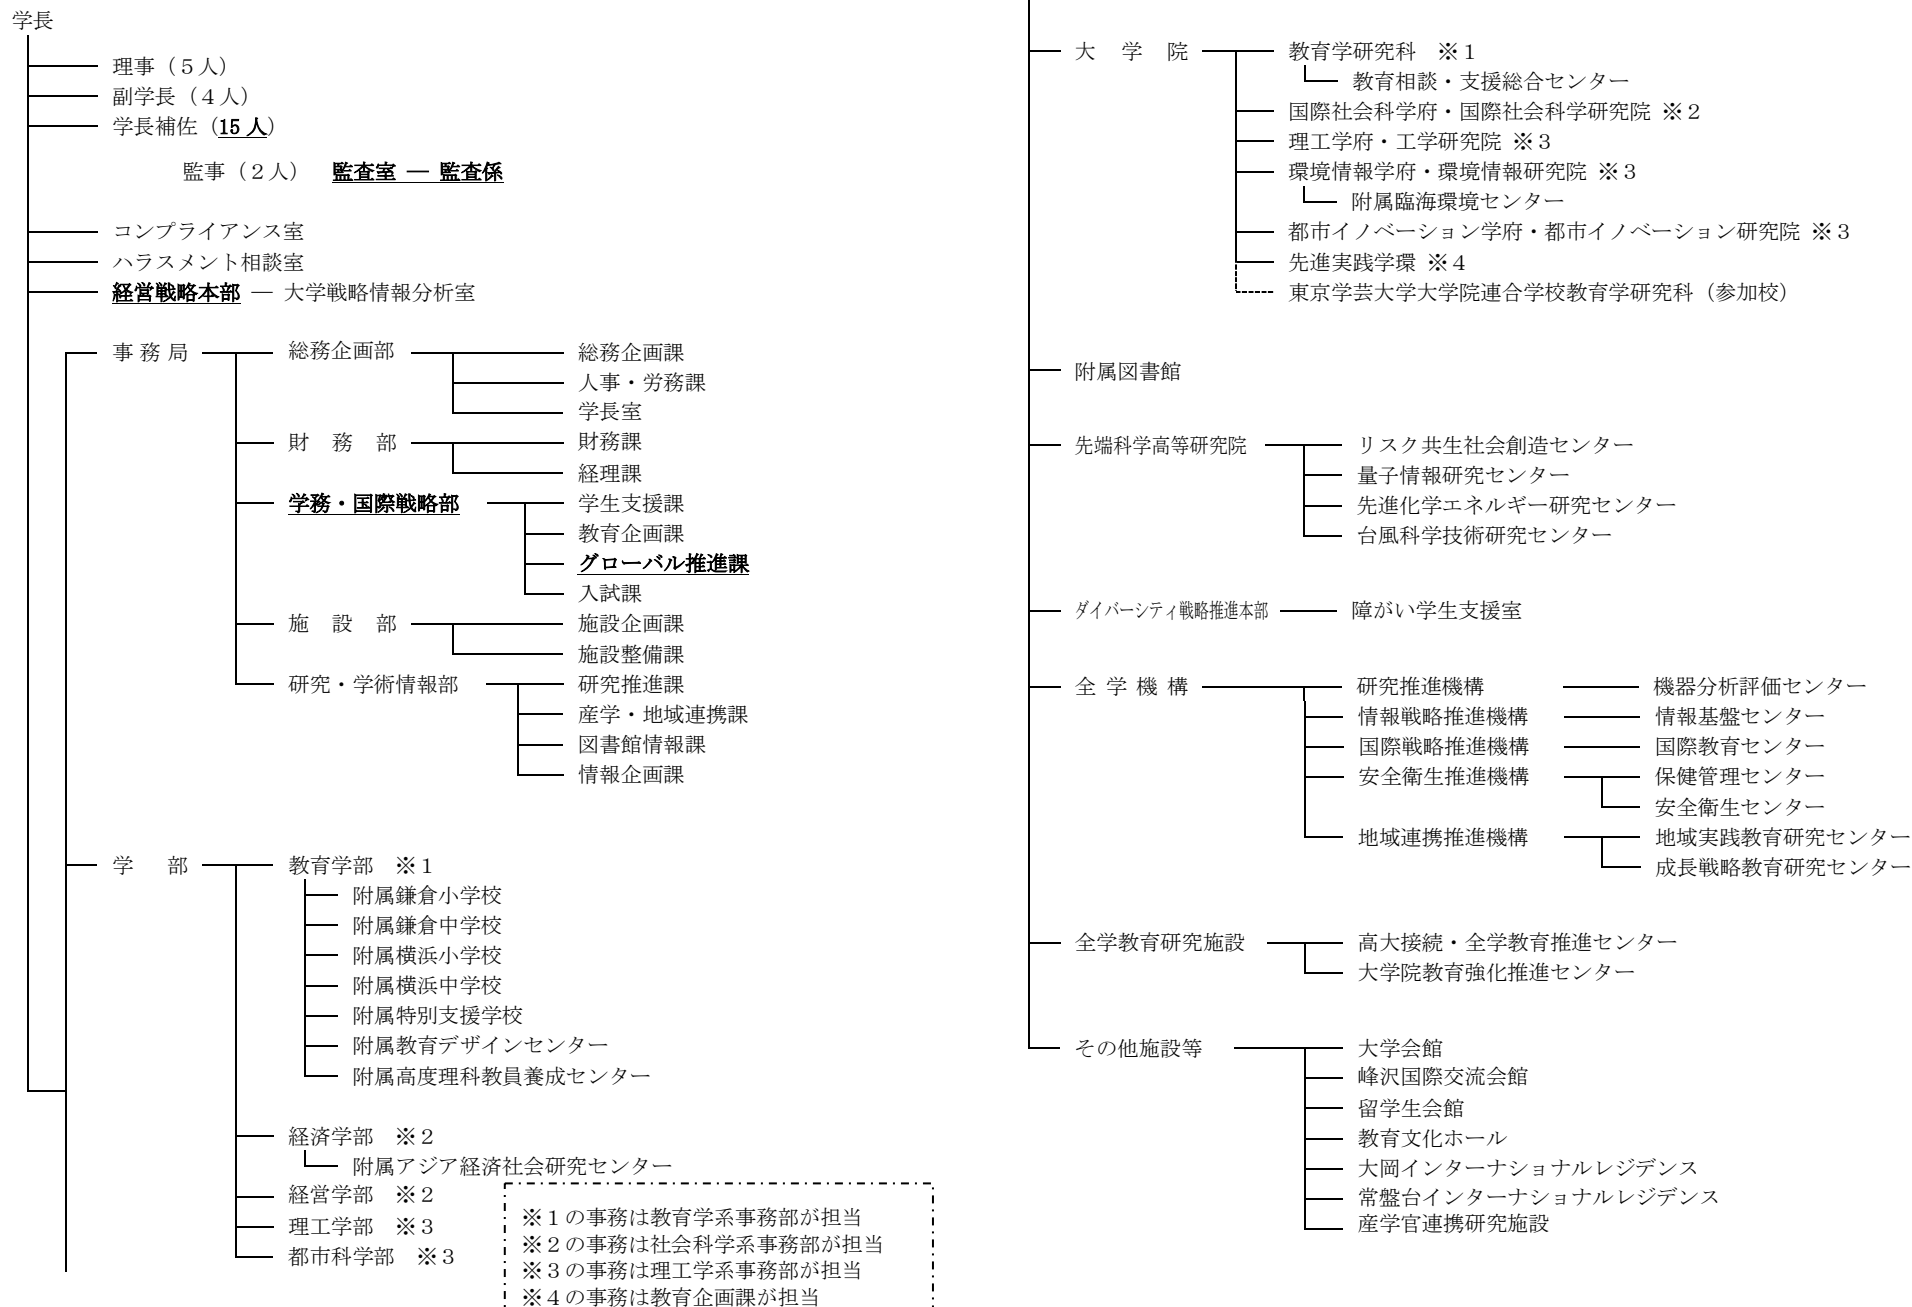 学長
理事（５人）
副学長（４人）
学長補佐（15 人）
監事（２人） 監査室 ― 監査係
コンプライアンス室
ハラスメント相談室
経営戦略本部 ― 大学戦略情報分析室
事 務 局
総務企画部
総務企画課
人事・労務課
学長室
財 務 部
財務課
経理課
学務・国際戦略部
学生支援課
教育企画課
グローバル推進課
入試課
施 設 部
施設企画課
施設整備課
研究・学術情報部
研究推進課
産学・地域連携課
図書館情報課
情報企画課
学 部
教育学部 ※１
附属鎌倉小学校
附属鎌倉中学校
附属横浜小学校
附属横浜中学校
附属特別支援学校
附属教育デザインセンター
附属高度理科教員養成センター
経済学部 ※２
附属アジア経済社会研究センター
経営学部 ※２
理工学部 ※３
都市科学部 ※３
※１の事務は教育学系事務部が担当
※２の事務は社会科学系事務部が担当
※３の事務は理工学系事務部が担当
※４の事務は教育企画課が担当
大 学 院
教育学研究科 ※１
教育相談・支援総合センター
国際社会科学府・国際社会科学研究院 ※２
理工学府・工学研究院 ※３
環境情報学府・環境情報研究院 ※３
附属臨海環境センター
都市イノベーション学府・都市イノベーション研究院 ※３
先進実践学環 ※４
東京学芸大学大学院連合学校教育学研究科（参加校）
附属図書館
先端科学高等研究院
リスク共生社会創造センター
量子情報研究センター
先進化学エネルギー研究センター
台風科学技術研究センター
ダイバーシティ戦略推進本部
障がい学生支援室
全 学 機 構
研究推進機構
機器分析評価センター
情報戦略推進機構
情報基盤センター
国際戦略推進機構
国際教育センター
安全衛生推進機構
保健管理センター
安全衛生センター
地域連携推進機構
地域実践教育研究センター
成長戦略教育研究センター
全学教育研究施設
高大接続・全学教育推進センター
大学院教育強化推進センター
その他施設等
大学会館
峰沢国際交流会館
留学生会館
教育文化ホール
大岡インターナショナルレジデンス
常盤台インターナショナルレジデンス
産学官連携研究施設